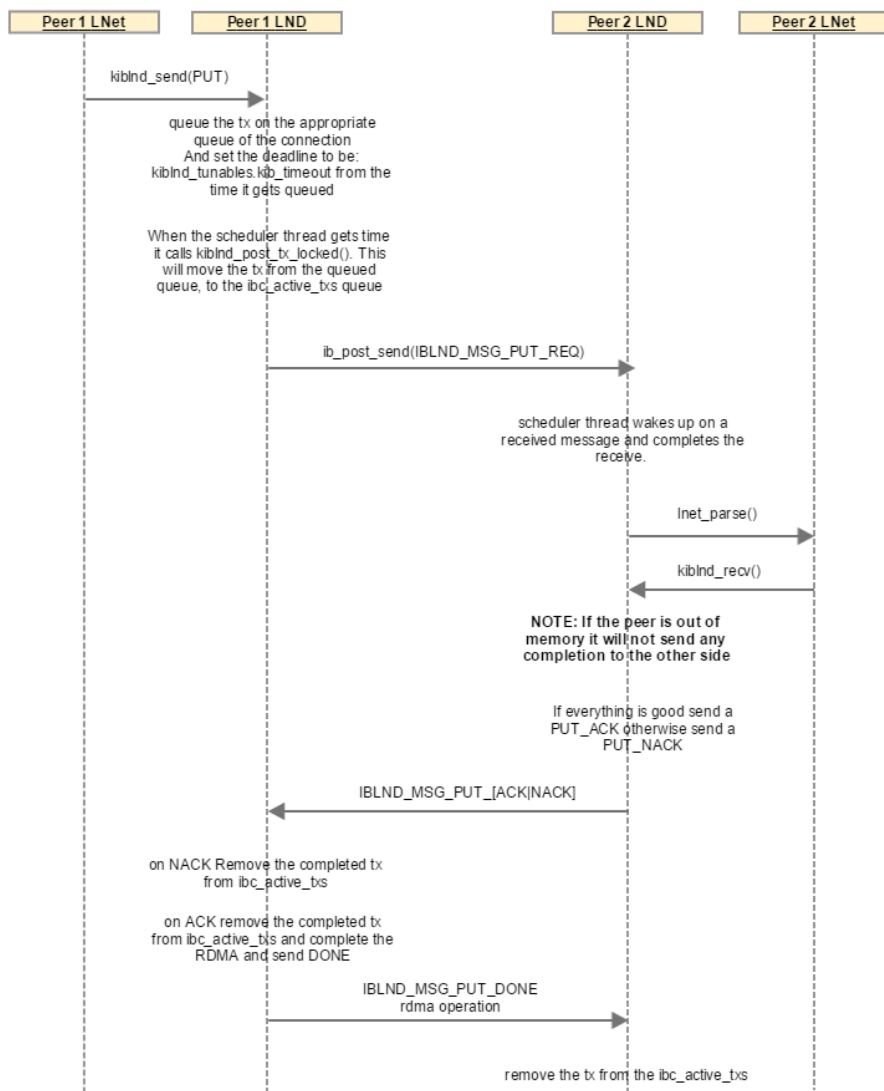 Peer 1 LNet
Peer 1 LND
Peer 2 LND
Peer 2 LNet
kiblnd_send(PUT)
queue the tx on the appropriate
queue of the connection
And set the deadline to be:
kiblnd_tunables.kib_timeout from the
time it gets queued
When the scheduler thread gets time
it calls kiblnd_post_tx_locked(). This
will move the tx from the queued
queue, to the ibc_active_txs queue
ib_post_send(IBLND_MSG_PUT_REQ)
scheduler thread wakes up on a
received message and completes the
receive.
lnet_parse()
kiblnd_recv()
NOTE: If the peer is out of
memory it will not send any
completion to the other side
If everything is good send a
PUT_ACK otherwise send a
PUT_NACK
IBLND_MSG_PUT_[ACK|NACK]
on NACK Remove the completed tx
from ibc_active_txs
on ACK remove the completed tx
from ibc_active_txs and complete the
RDMA and send DONE
IBLND_MSG_PUT_DONE
rdma operation
remove the tx from the ibc_active_txs